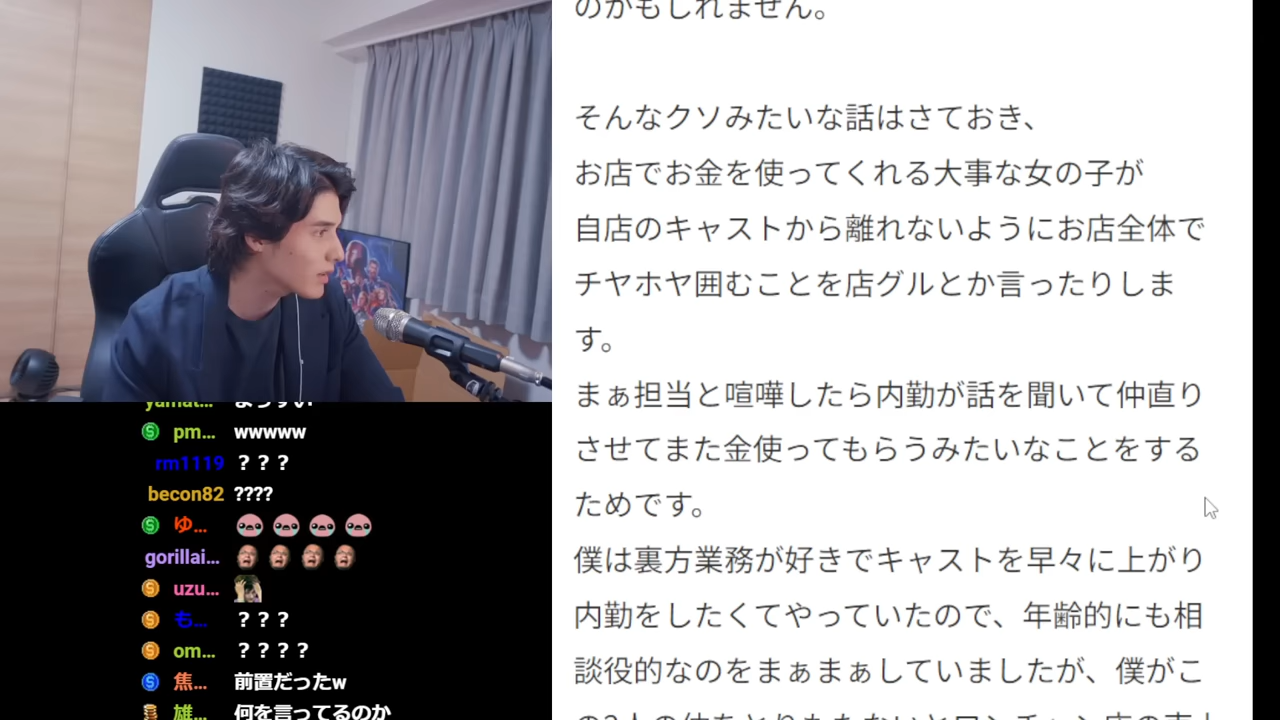 のかもしれません。
そんなクソみたいな話はさておき、
お店でお金を使ってくれる大事な女の子が
自店のキャストから離れないようにお店全体で
チヤホヤ囲むことを店グルとか言ったりしま
す。
まぁ担当と喧嘩したら内勤が話を聞いて仲直り
させてまた金使ってもらうみたいなことをする
ためです。
僕は裏方業務が好きでキャストを早々に上がり
内勤をしたくてやっていたので、年齢的にも相
談役的なのをまぁまぁしていましたが、僕がこ
pm... wwwww
rm1119 ？？？
becon82 ????
ゆ...
gorillai...
uzu...
も... ？？？
om... ？？？？
焦... 前置だったw
雄... 何を言ってるのか